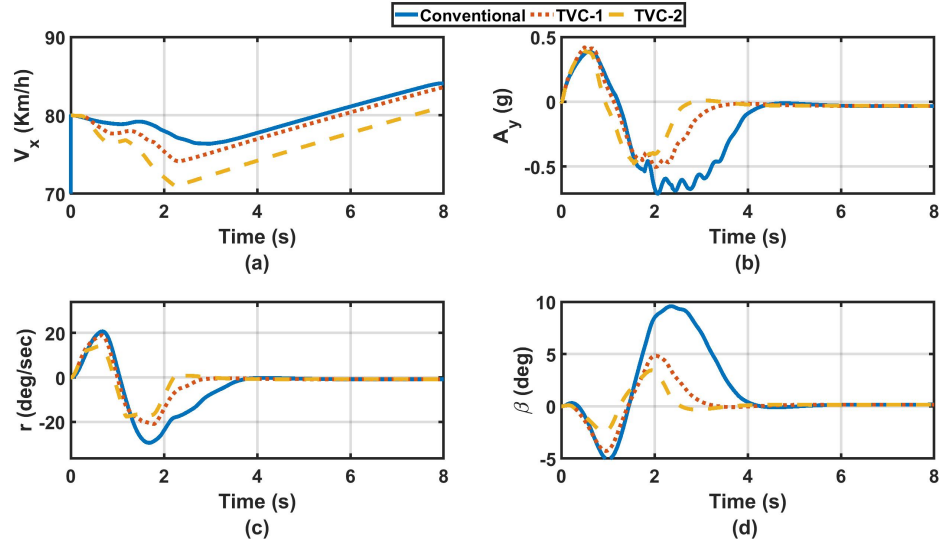 Conventional TVC-1 TVC-2
90
80
70
V_x (Km/h)
0 2 4 6 8
Time (s)
(a)
0.5
0
-0.5
A_y (g)
0 2 4 6 8
Time (s)
(b)
20
0
-20
r (deg/sec)
0 2 4 6 8
Time (s)
(c)
10
5
0
-5
β (deg)
0 2 4 6 8
Time (s)
(d)